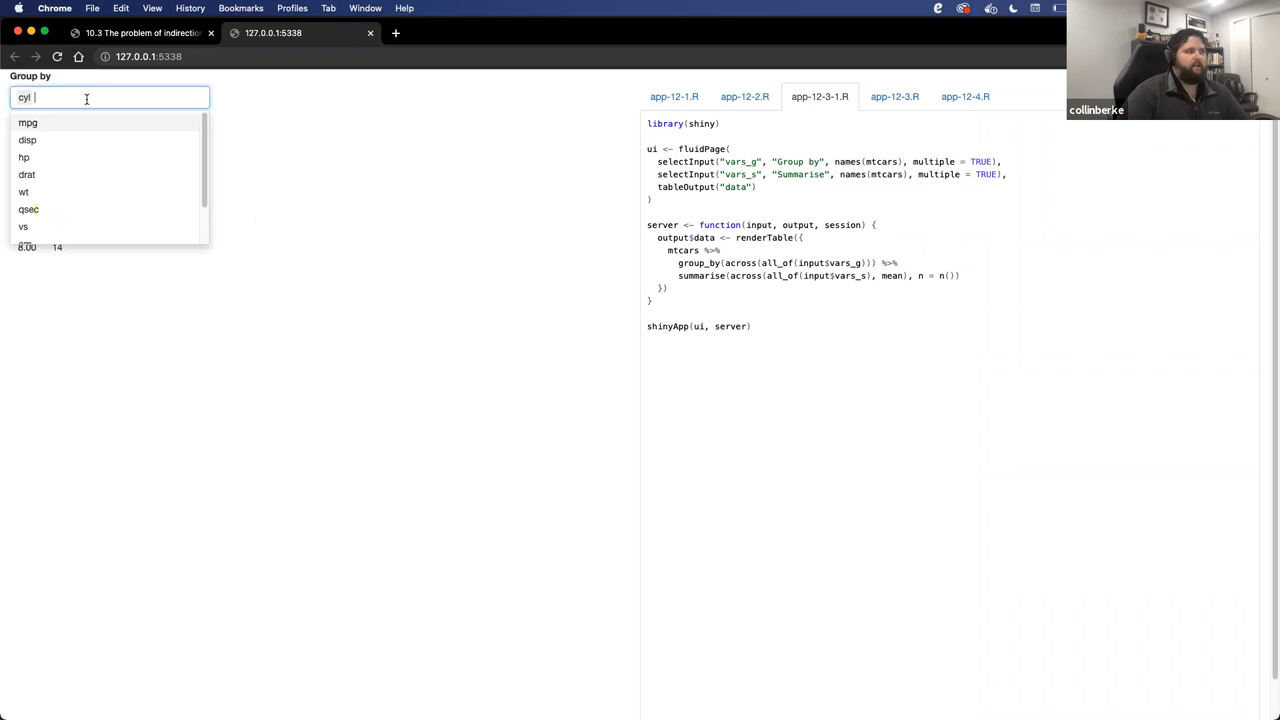 Chrome File Edit View History Bookmarks Profiles Tab Window Help
10.3 The problem of indirection
127.0.0.1:5338
127.0.0.1:5338
Group by
cyl
mpg
disp
hp
drat
wt
qsec
vs
8.00 14
app-12-1.R app-12-2.R app-12-3-1.R app-12-3.R app-12-4.R
library(shiny)
ui <- fluidPage(
selectInput("vars_g", "Group by", names(mtcars), multiple = TRUE),
selectInput("vars_s", "Summarise", names(mtcars), multiple = TRUE),
tableOutput("data")
)
server <- function(input, output, session) {
output$data <- renderTable({
mtcars %>%
group_by(across(all_of(input$vars_g))) %>%
summarise(across(all_of(input$vars_s), mean), n = n())
})
}
shinyApp(ui, server)
collinberke